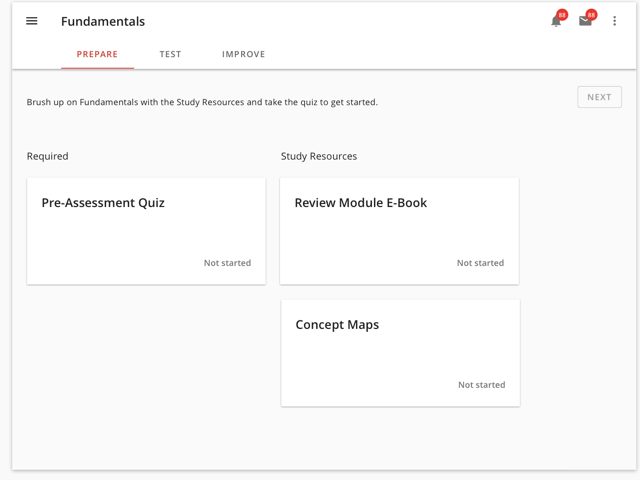 Fundamentals
88
88
PREPARE
TEST
IMPROVE
Brush up on Fundamentals with the Study Resources and take the quiz to get started.
NEXT
Required
Study Resources
Pre-Assessment Quiz
Not started
Review Module E-Book
Not started
Concept Maps
Not started